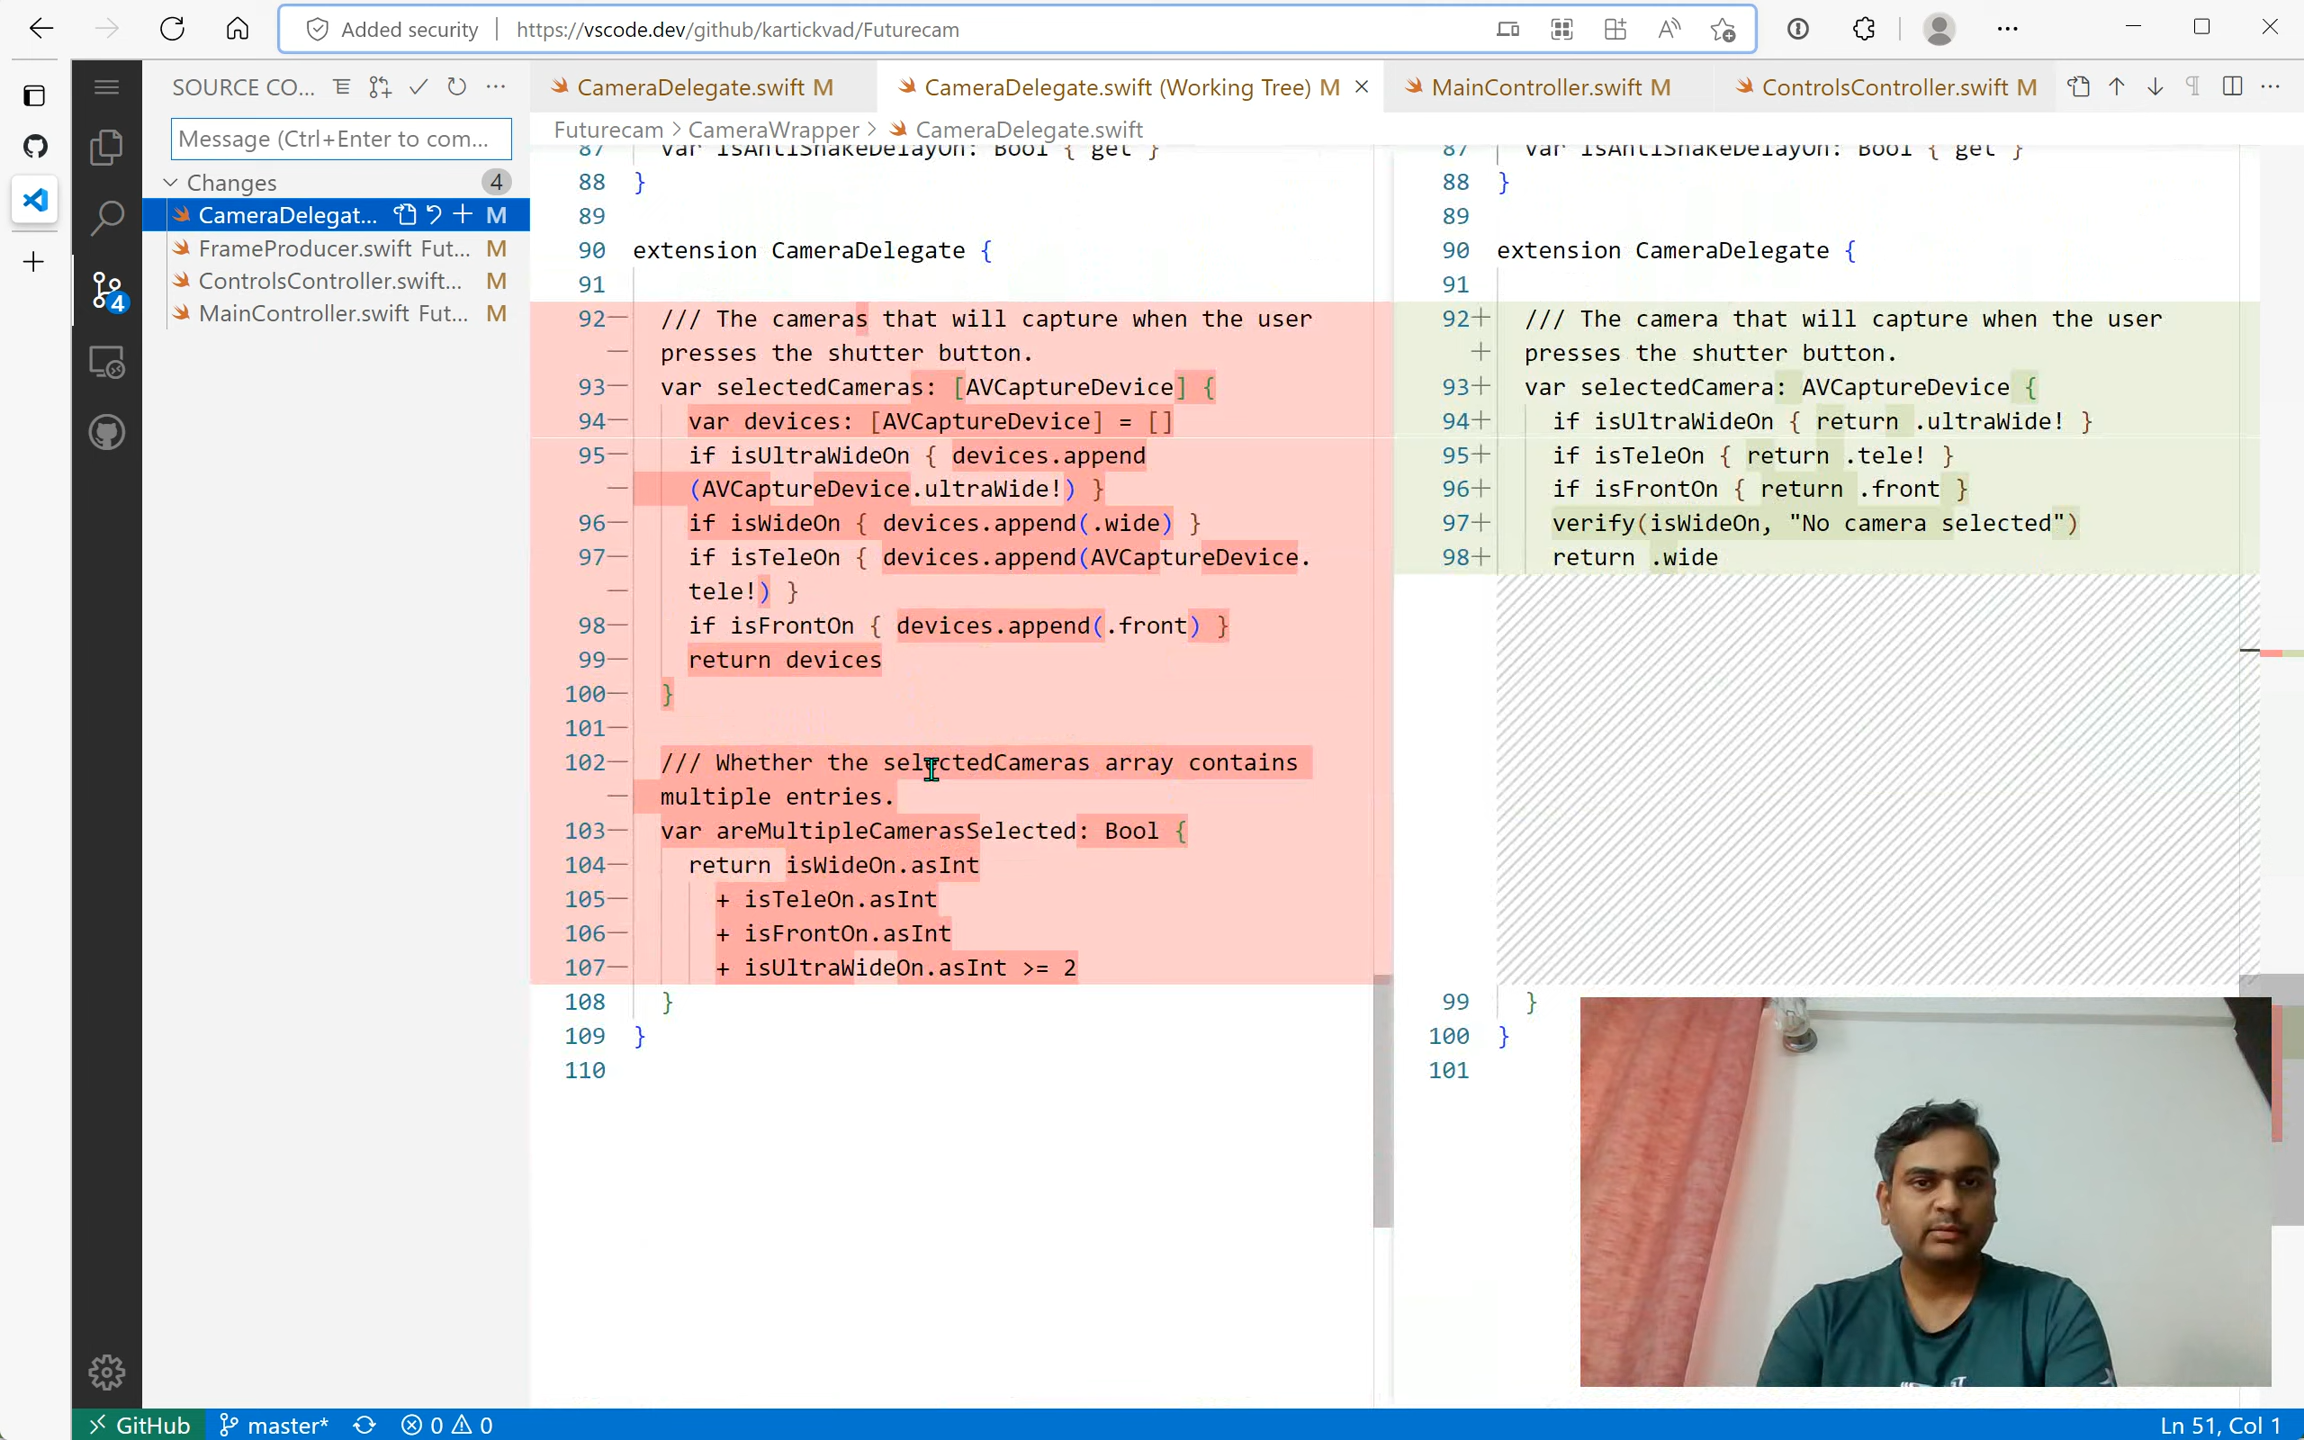 Added security | https://vscode.dev/github/kartickvad/Futurecam
SOURCE CO...
CameraDelegate.swift M
CameraDelegate.swift (Working Tree) M
MainController.swift M
ControlsController.swift M
Message (Ctrl+Enter to com...
Futurecam > CameraWrapper > CameraDelegate.swift
Changes 4
CameraDelegat... M
FrameProducer.swift Fut... M
ControlsController.swift... M
MainController.swift Fut... M
4
87 var isAntiShakeDelayOn: Bool { get }
88 }
89
90 extension CameraDelegate {
91
92— /// The cameras that will capture when the user
— presses the shutter button.
93— var selectedCameras: [AVCaptureDevice] {
94— var devices: [AVCaptureDevice] = []
95— if isUltraWideOn { devices.append
— (AVCaptureDevice.ultraWide!) }
96— if isWideOn { devices.append(.wide) }
97— if isTeleOn { devices.append(AVCaptureDevice.
— tele!) }
98— if isFrontOn { devices.append(.front) }
99— return devices
100— }
101—
102— /// Whether the selectedCameras array contains
— multiple entries.
103— var areMultipleCamerasSelected: Bool {
104— return isWideOn.asInt
105— + isTeleOn.asInt
106— + isFrontOn.asInt
107— + isUltraWideOn.asInt >= 2
108 }
109 }
110
87 var isAntiShakeDelayOn: Bool { get }
88 }
89
90 extension CameraDelegate {
91
92+ /// The camera that will capture when the user
+ presses the shutter button.
93+ var selectedCamera: AVCaptureDevice {
94+ if isUltraWideOn { return .ultraWide! }
95+ if isTeleOn { return .tele! }
96+ if isFrontOn { return .front }
97+ verify(isWideOn, "No camera selected")
98+ return .wide
99 }
100 }
101
GitHub master* 0 0
Ln 51, Col 1